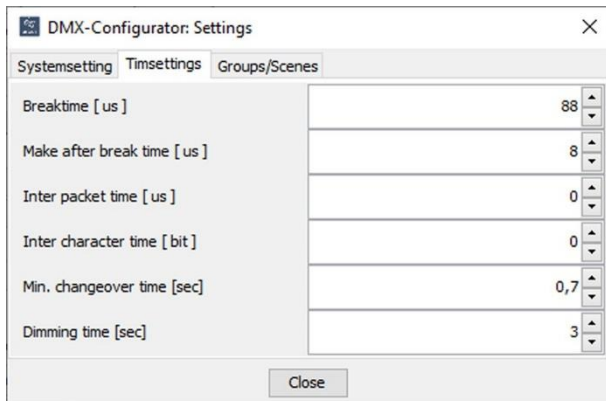 DMX-Configurator: Settings
Systemsetting Timsettings Groups/Scenes
Breaktime [ us ] 88
Make after break time [ us ] 8
Inter packet time [ us ] 0
Inter character time [ bit ] 0
Min. changeover time [sec] 0,7
Dimming time [sec] 3
Close